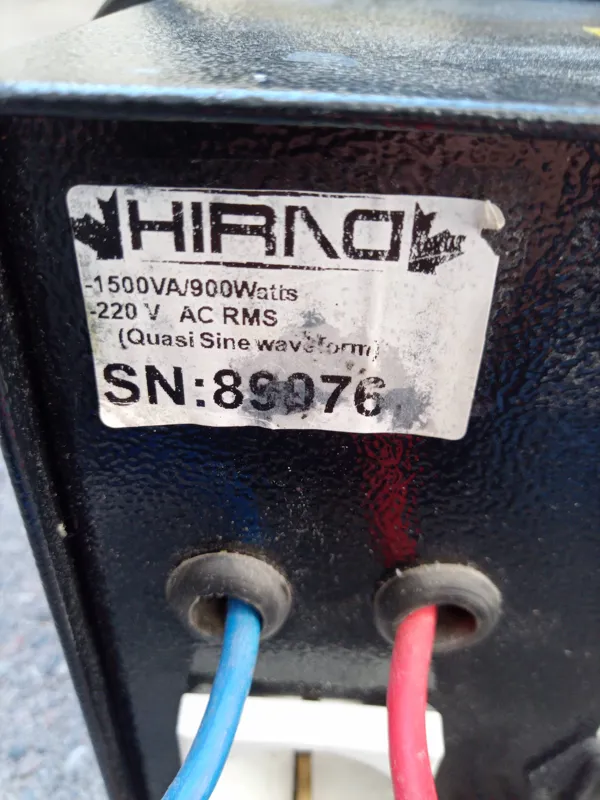 HIRAO
-1500VA/900Watts
-220 V AC RMS
(Quasi Sine waveform)
SN:89076